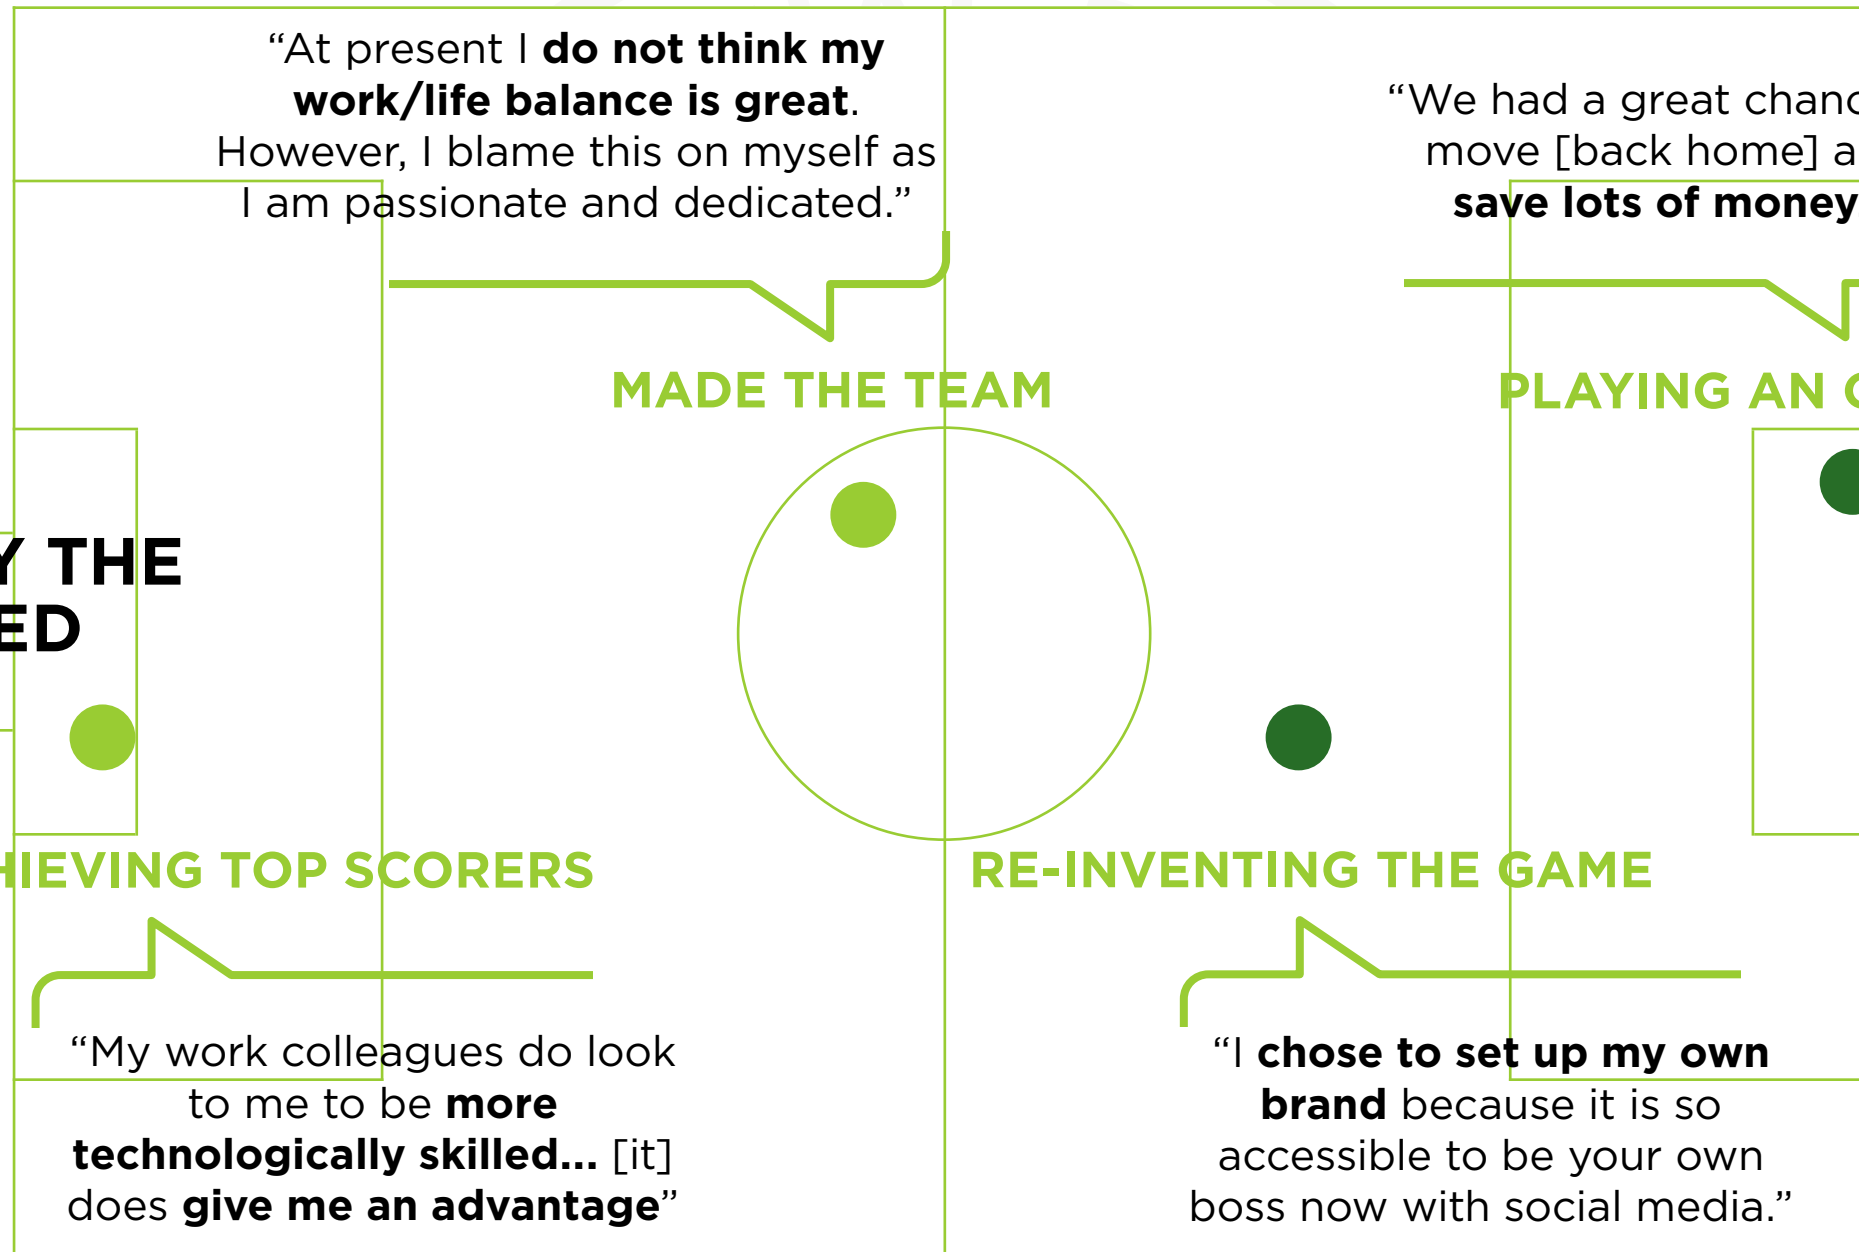 “At present I do not think my
work/life balance is great.
However, I blame this on myself as
I am passionate and dedicated.”
MADE THE TEAM
“We had a great
move [back home]
save lots of money
PLAYING AN
THE
HIEVING TOP SCORERS
“My work colleagues do look
to me to be more
technologically skilled... [it]
does give me an advantage”
RE-INVENTING THE GAME
“I chose to set up my own
brand because it is so
accessible to be your own
boss now with social media.”